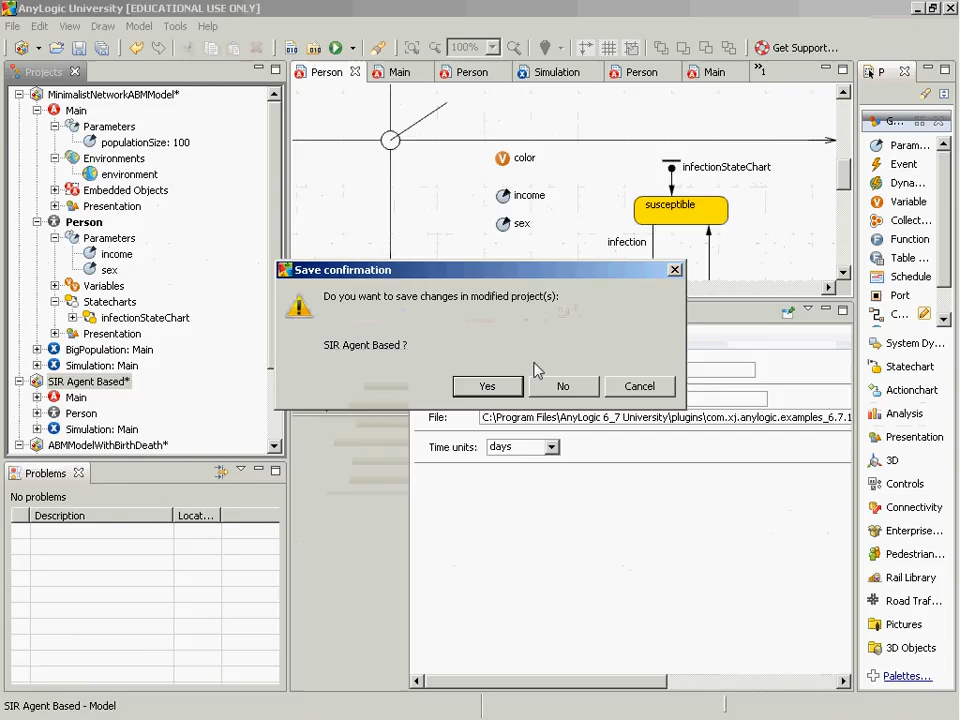 AnyLogic University [EDUCATIONAL USE ONLY]
File Edit View Draw Model Tools Help
100%
Get Support...
Projects
Person
Main
Person
Simulation
Person
Main
»1
P
MinimalistNetworkABMModel*
Main
Parameters
populationSize: 100
Environments
environment
Embedded Objects
Presentation
Person
Parameters
income
sex
Variables
Statecharts
infectionStateChart
Presentation
BigPopulation: Main
Simulation: Main
SIR Agent Based*
Main
Person
Simulation: Main
ABMModelWithBirthDeath*
color
income
sex
infectionStateChart
susceptible
infection
Save confirmation
Do you want to save changes in modified project(s):
SIR Agent Based ?
Yes
No
Cancel
File:
C:\Program Files\AnyLogic 6_7 University\plugins\com.xj.anylogic.examples_6.7.1
Time units:
days
Problems
No problems
Description
Locat...
G...
Param...
Event
Dyna...
Variable
Collect...
Function
Table ...
Schedule
Port
C...
System Dy...
Statechart
Actionchart
Analysis
Presentation
3D
Controls
Connectivity
Enterprise...
Pedestrian...
Rail Library
Road Traf...
Pictures
3D Objects
Palettes...
SIR Agent Based - Model